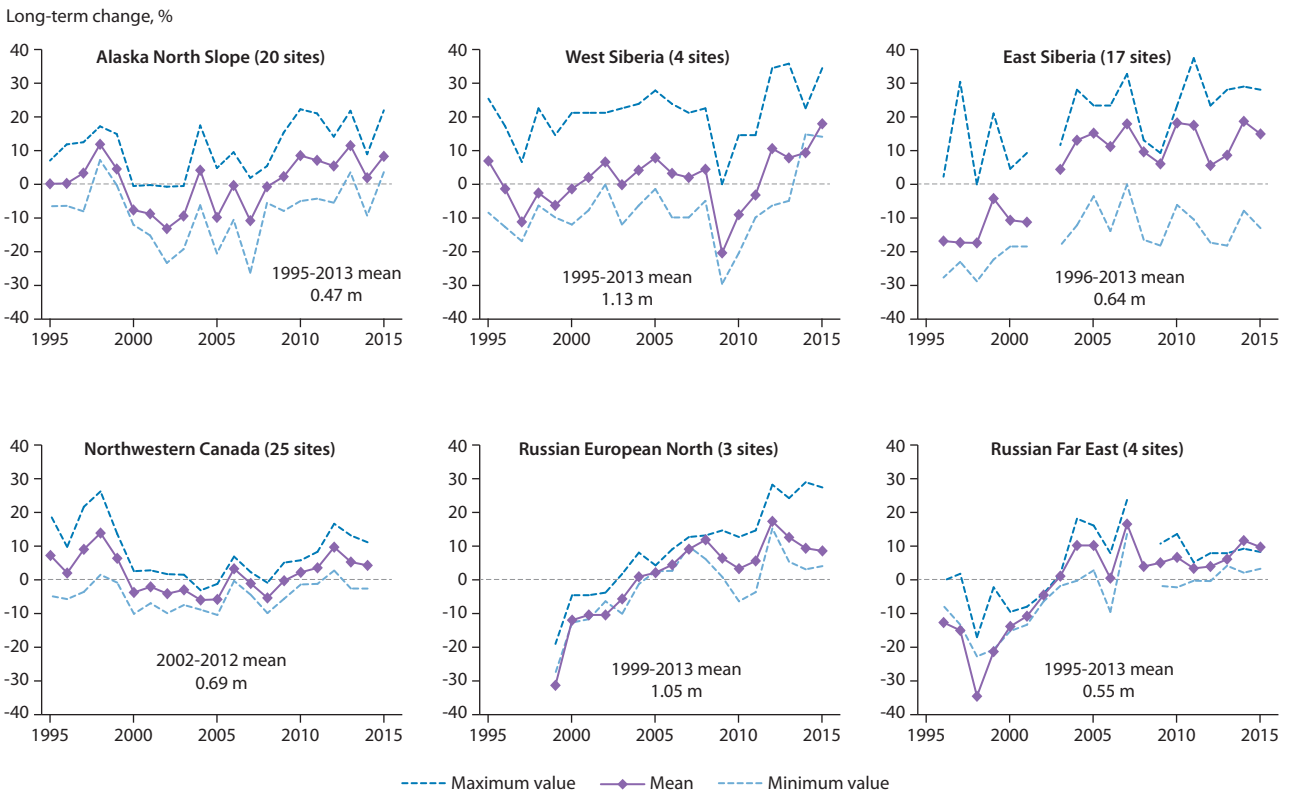 Long-term change, %
Alaska North Slope (20 sites)
40
30
20
10
0
-10
-20
-30
-40
1995-2013 mean
0.47 m
1995 2000 2005 2010 2015
West Siberia (4 sites)
40
30
20
10
0
-10
-20
-30
-40
1995-2013 mean
1.13 m
1995 2000 2005 2010 2015
East Siberia (17 sites)
40
30
20
10
0
-10
-20
-30
-40
1996-2013 mean
0.64 m
1995 2000 2005 2010 2015
Northwestern Canada (25 sites)
40
30
20
10
0
-10
-20
-30
-40
2002-2012 mean
0.69 m
1995 2000 2005 2010 2015
Russian European North (3 sites)
40
30
20
10
0
-10
-20
-30
-40
1999-2013 mean
1.05 m
1995 2000 2005 2010 2015
Russian Far East (4 sites)
40
30
20
10
0
-10
-20
-30
-40
1995-2013 mean
0.55 m
1995 2000 2005 2010 2015
Maximum value Mean Minimum value